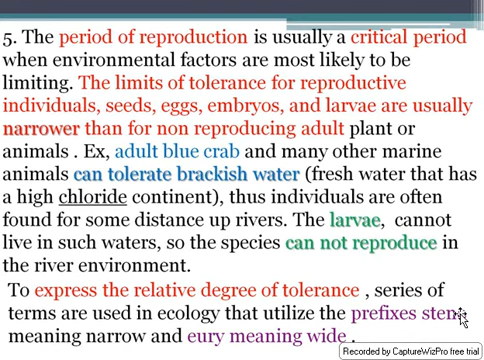 5. The period of reproduction is usually a critical period
when environmental factors are most likely to be
limiting. The limits of tolerance for reproductive
individuals, seeds, eggs, embryos, and larvae are usually
narrower than for non reproducing adult plant or
animals . Ex, adult blue crab and many other marine
animals can tolerate brackish water (fresh water that has
a high chloride continent), thus individuals are often
found for some distance up rivers. The larvae, cannot
live in such waters, so the species can not reproduce in
the river environment.
To express the relative degree of tolerance , series of
terms are used in ecology that utilize the prefixes steno
meaning narrow and eury meaning wide .
Recorded by CaptureWizPro free trial